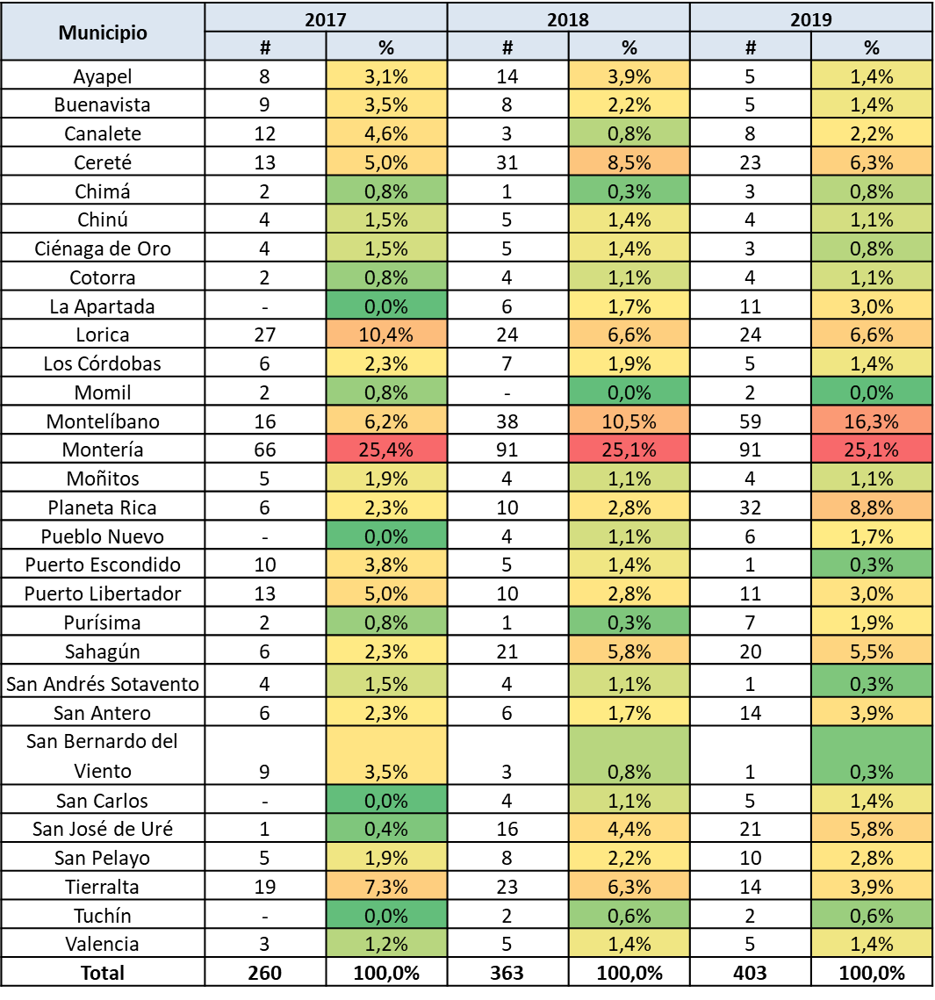 Municipio 2017 2018 2019
# % # % # %
Ayapel 8 3,1% 14 3,9% 5 1,4%
Buenavista 9 3,5% 8 2,2% 5 1,4%
Canalete 12 4,6% 3 0,8% 8 2,2%
Cereté 13 5,0% 31 8,5% 23 6,3%
Chimá 2 0,8% 1 0,3% 3 0,8%
Chinú 4 1,5% 5 1,4% 4 1,1%
Ciénaga de Oro 4 1,5% 5 1,4% 3 0,8%
Cotorra 2 0,8% 4 1,1% 4 1,1%
La Apartada - 0,0% 6 1,7% 11 3,0%
Lorica 27 10,4% 24 6,6% 24 6,6%
Los Córdobas 6 2,3% 7 1,9% 5 1,4%
Momil 2 0,8% - 0,0% 2 0,0%
Montelíbano 16 6,2% 38 10,5% 59 16,3%
Montería 66 25,4% 91 25,1% 91 25,1%
Moñitos 5 1,9% 4 1,1% 4 1,1%
Planeta Rica 6 2,3% 10 2,8% 32 8,8%
Pueblo Nuevo - 0,0% 4 1,1% 6 1,7%
Puerto Escondido 10 3,8% 5 1,4% 1 0,3%
Puerto Libertador 13 5,0% 10 2,8% 11 3,0%
Purísima 2 0,8% 1 0,3% 7 1,9%
Sahagún 6 2,3% 21 5,8% 20 5,5%
San Andrés Sotavento 4 1,5% 4 1,1% 1 0,3%
San Antero 6 2,3% 6 1,7% 14 3,9%
San Bernardo del
Viento 9 3,5% 3 0,8% 1 0,3%
San Carlos - 0,0% 4 1,1% 5 1,4%
San José de Uré 1 0,4% 16 4,4% 21 5,8%
San Pelayo 5 1,9% 8 2,2% 10 2,8%
Tierralta 19 7,3% 23 6,3% 14 3,9%
Tuchín - 0,0% 2 0,6% 2 0,6%
Valencia 3 1,2% 5 1,4% 5 1,4%
Total 260 100,0% 363 100,0% 403 100,0%